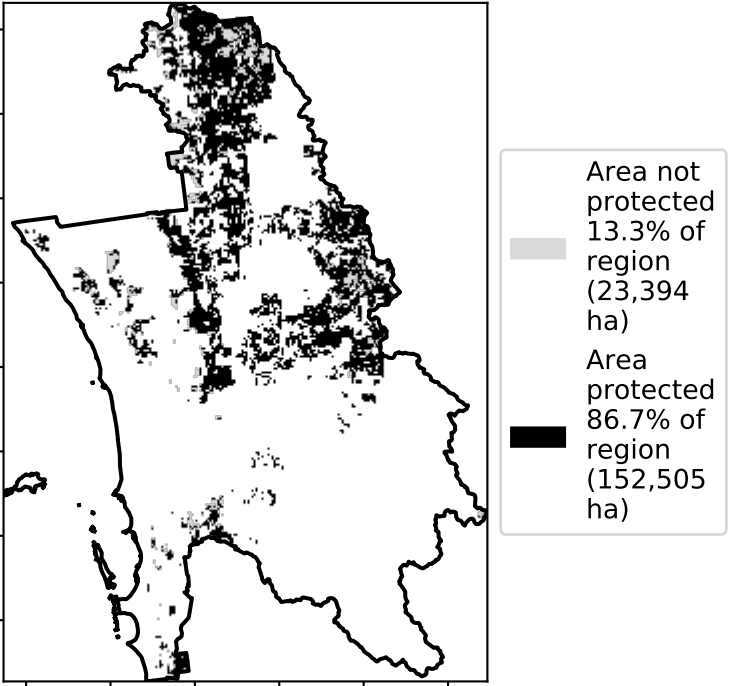 Area not
protected
13.3% of
region
(23,394
ha)
Area
protected
86.7% of
region
(152,505
ha)